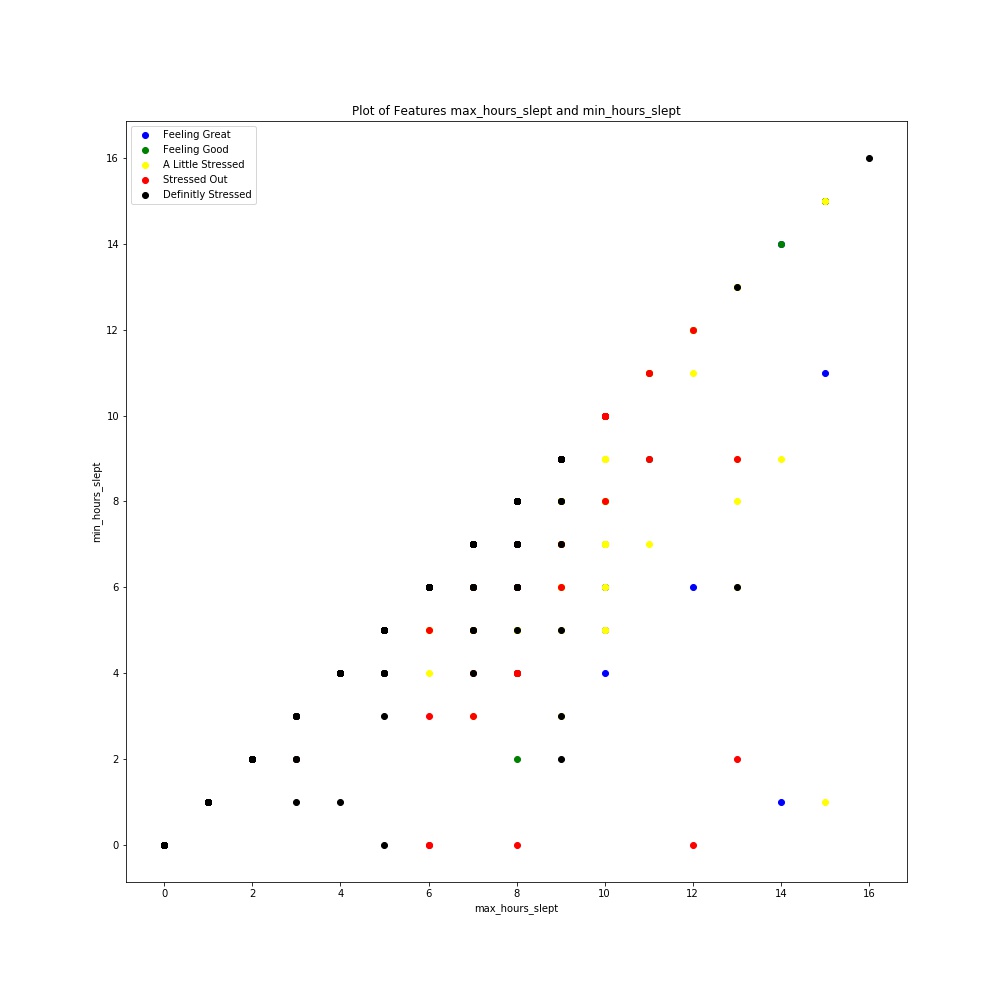 Plot of Features max_hours_slept and min_hours_slept
Feeling Great
Feeling Good
A Little Stressed
Stressed Out
Definitly Stressed
16
14
12
10
8
6
4
2
0
min_hours_slept
0 2 4 6 8 10 12 14 16
max_hours_slept